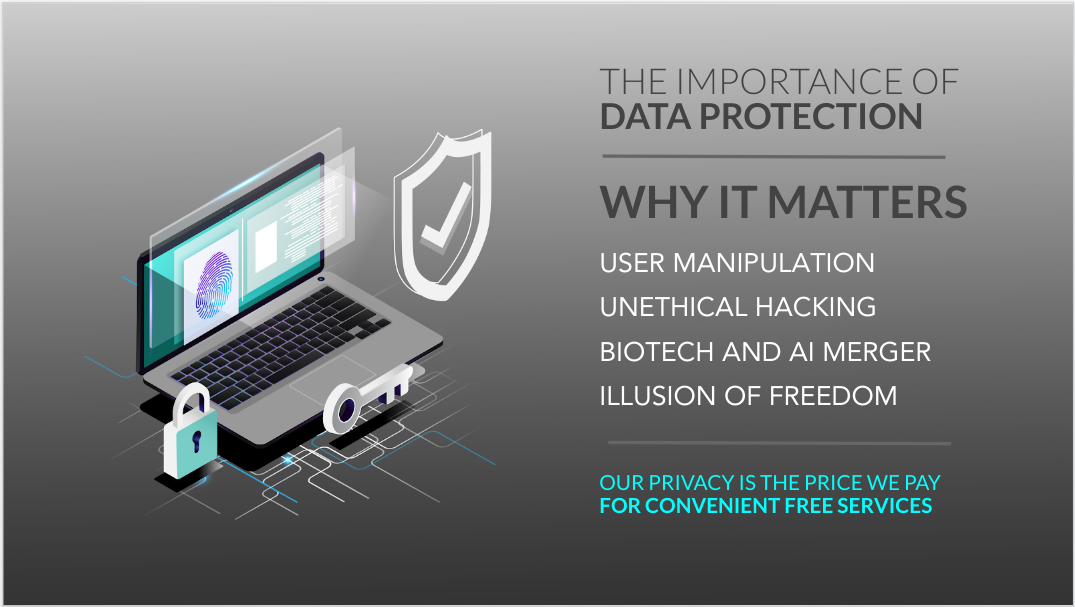 THE IMPORTANCE OF
DATA PROTECTION
WHY IT MATTERS
USER MANIPULATION
UNETHICAL HACKING
BIOTECH AND AI MERGER
ILLUSION OF FREEDOM
OUR PRIVACY IS THE PRICE WE PAY
FOR CONVENIENT FREE SERVICES